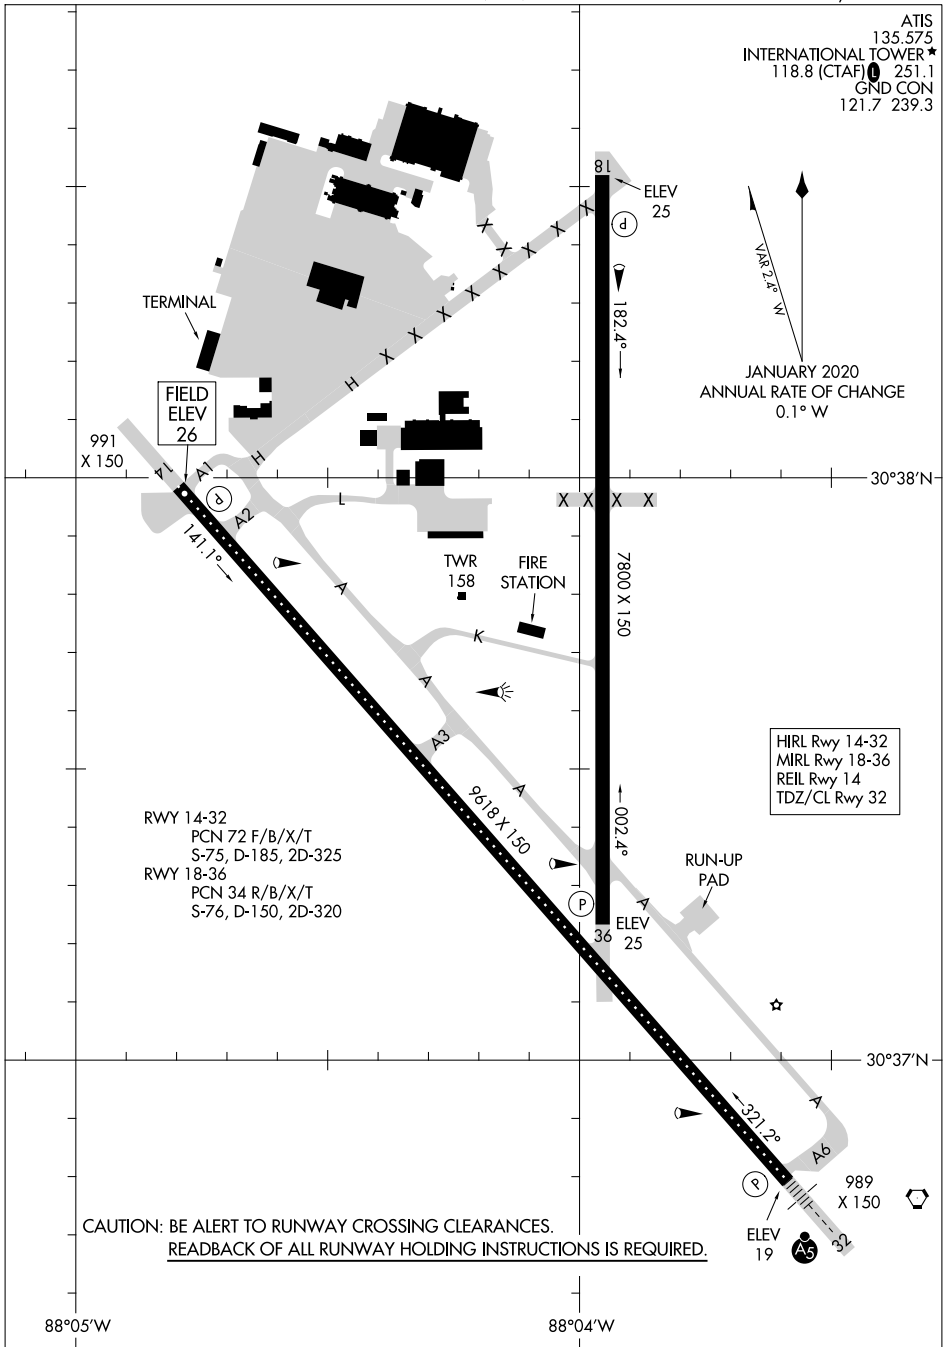 ATIS
135.575
INTERNATIONAL TOWER
118.8 (CTAF) L 251.1
GND CON
121.7 239.3
18
ELEV
25
P
VAR 2.4° W
182.4°
X X X X X X X X X X
TERMINAL
JANUARY 2020
ANNUAL RATE OF CHANGE
0.1° W
H
FIELD
ELEV
26
991
X 150
14
A1
H
30°38'N
P
L
X X X X
A2
141.1°
TWR
158
FIRE
STATION
7800 X 150
A
K
A
A3
HIRL Rwy 14-32
MIRL Rwy 18-36
REIL Rwy 14
TDZ/CL Rwy 32
A
9618 X 150
002.4°
RWY 14-32
PCN 72 F/B/X/T
S-75, D-185, 2D-325
RWY 18-36
PCN 34 R/B/X/T
S-76, D-150, 2D-320
RUN-UP
PAD
A
P
36
ELEV
25
30°37'N
A
321.2°
A6
P
989
X 150
ELEV
19
A5
32
CAUTION: BE ALERT TO RUNWAY CROSSING CLEARANCES.
READBACK OF ALL RUNWAY HOLDING INSTRUCTIONS IS REQUIRED.
88°05'W
88°04'W